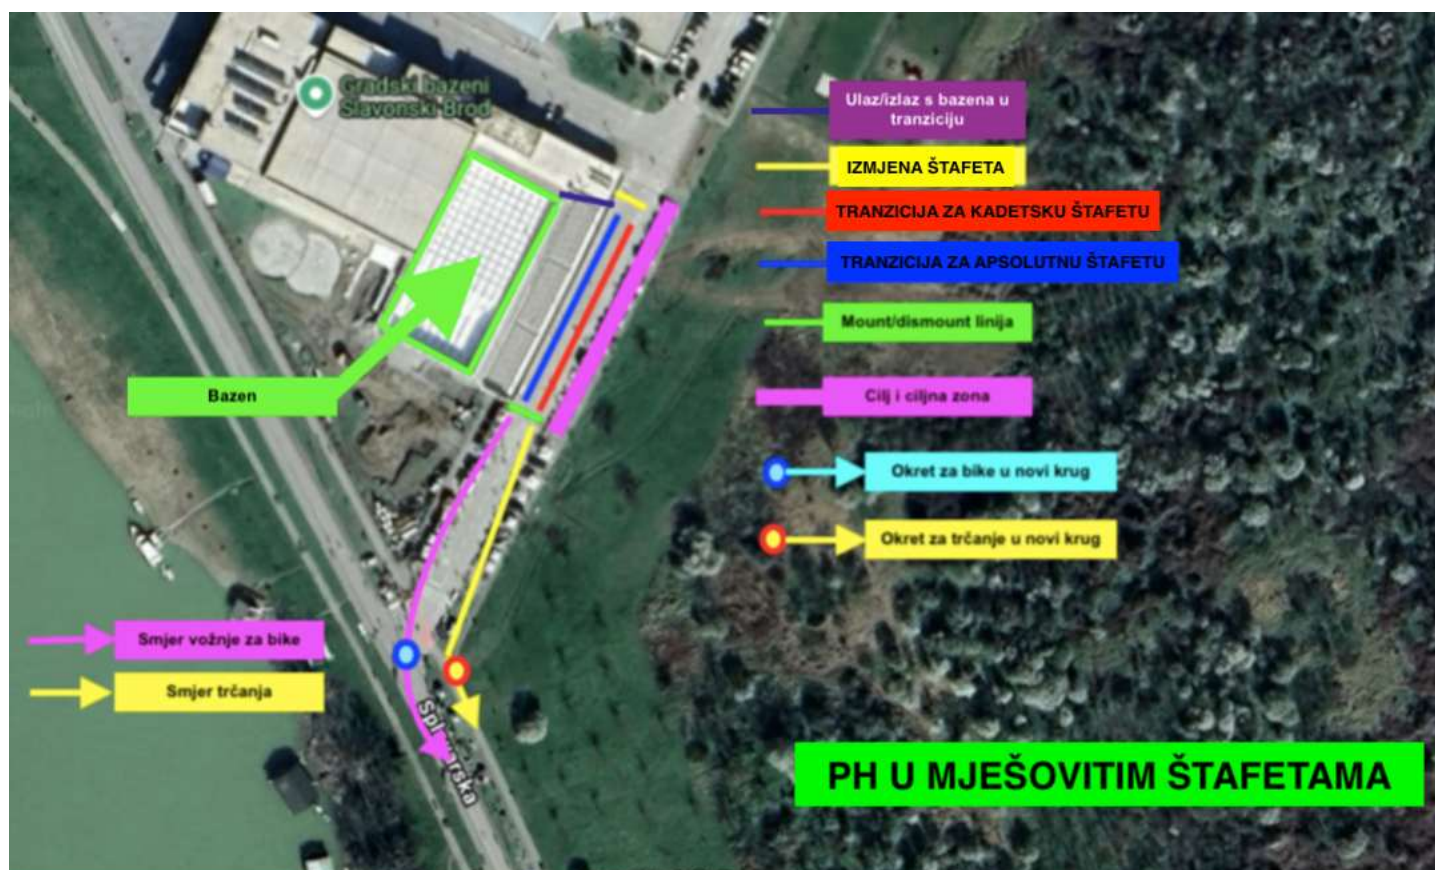 Gradski bazeni
Slavonski Brod
Ulaz/izlaz s bazena u
tranziciju
IZMJENA ŠTAFETA
TRANZICIJA ZA KADETSKU ŠTAFETU
TRANZICIJA ZA APSOLUTNU ŠTAFETU
Mount/dismount linija
Bazen
Cilj i ciljna zona
Okret za bike u novi krug
Okret za trčanje u novi krug
Smjer vožnje za bike
Smjer trčanja
PH U MJEŠOVITIM ŠTAFETAMA